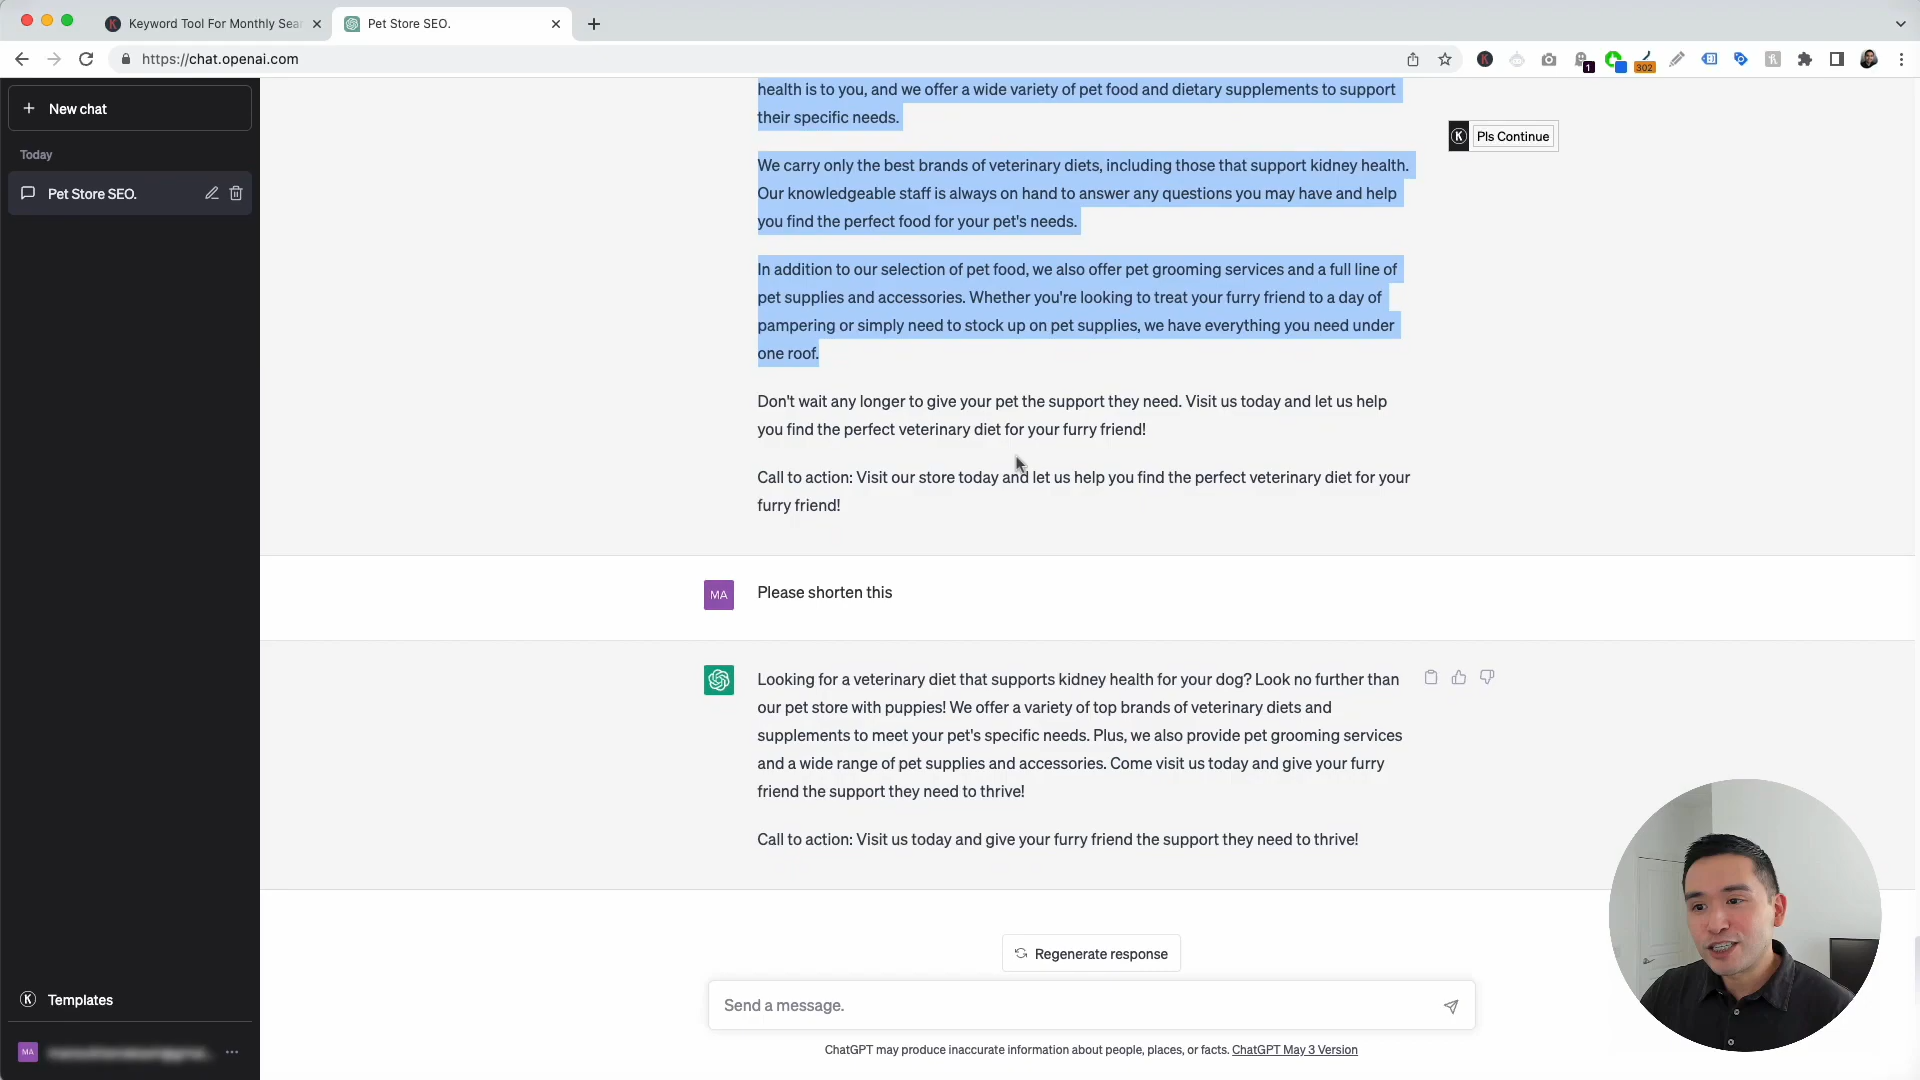 Keyword Tool For Monthly Sea
Pet Store SEO.
https://chat.openai.com
1
302
New chat
Today
Pet Store SEO.
health is to you, and we offer a wide variety of pet food and dietary supplements to support
their specific needs.
K Pls Continue
We carry only the best brands of veterinary diets, including those that support kidney health.
Our knowledgeable staff is always on hand to answer any questions you may have and help
you find the perfect food for your pet's needs.
In addition to our selection of pet food, we also offer pet grooming services and a full line of
pet supplies and accessories. Whether you're looking to treat your furry friend to a day of
pampering or simply need to stock up on pet supplies, we have everything you need under
one roof.
Don't wait any longer to give your pet the support they need. Visit us today and let us help
you find the perfect veterinary diet for your furry friend!
Call to action: Visit our store today and let us help you find the perfect veterinary diet for your
furry friend!
MA Please shorten this
Looking for a veterinary diet that supports kidney health for your dog? Look no further than
our pet store with puppies! We offer a variety of top brands of veterinary diets and
supplements to meet your pet's specific needs. Plus, we also provide pet grooming services
and a wide range of pet supplies and accessories. Come visit us today and give your furry
friend the support they need to thrive!
Call to action: Visit us today and give your furry friend the support they need to thrive!
Regenerate response
K Templates
Send a message.
MA
ChatGPT may produce inaccurate information about people, places, or facts. ChatGPT May 3 Version